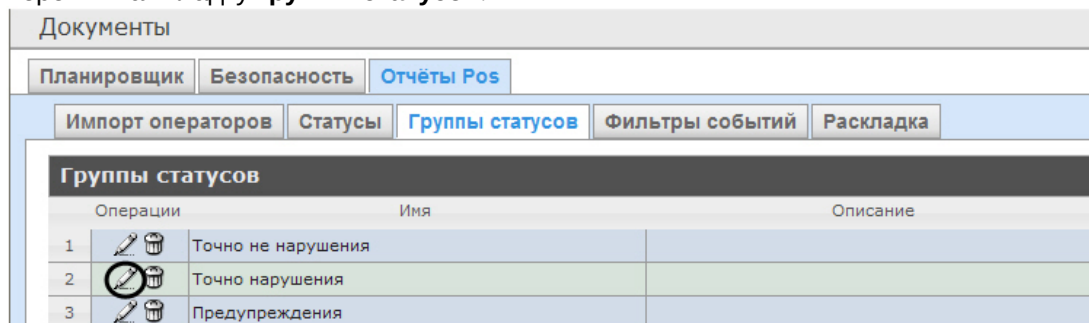 Документы
Планировщик Безопасность Отчёты Pos
Импорт операторов Статусы Группы статусов Фильтры событий Раскладка
Группы статусов
Операции Имя Описание
1 Точно не нарушения
2 Точно нарушения
3 Предупреждения